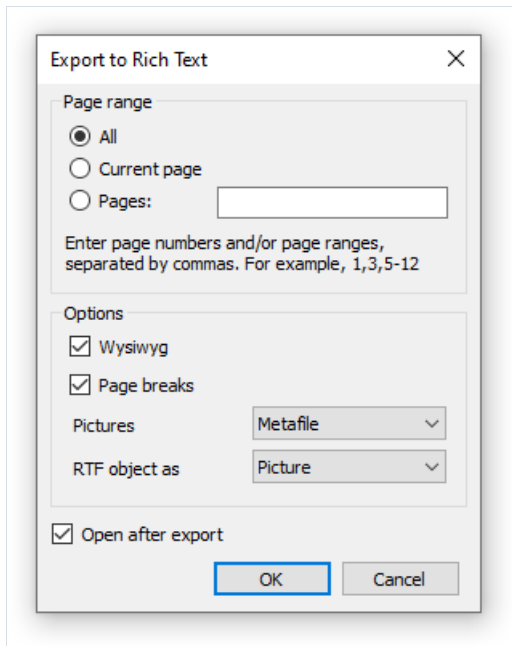 Export to Rich Text
Page range
All
Current page
Pages:
Enter page numbers and/or page ranges,
separated by commas. For example, 1,3,5-12
Options
Wysiwyg
Page breaks
Pictures Metafile
RTF object as Picture
Open after export
OK Cancel